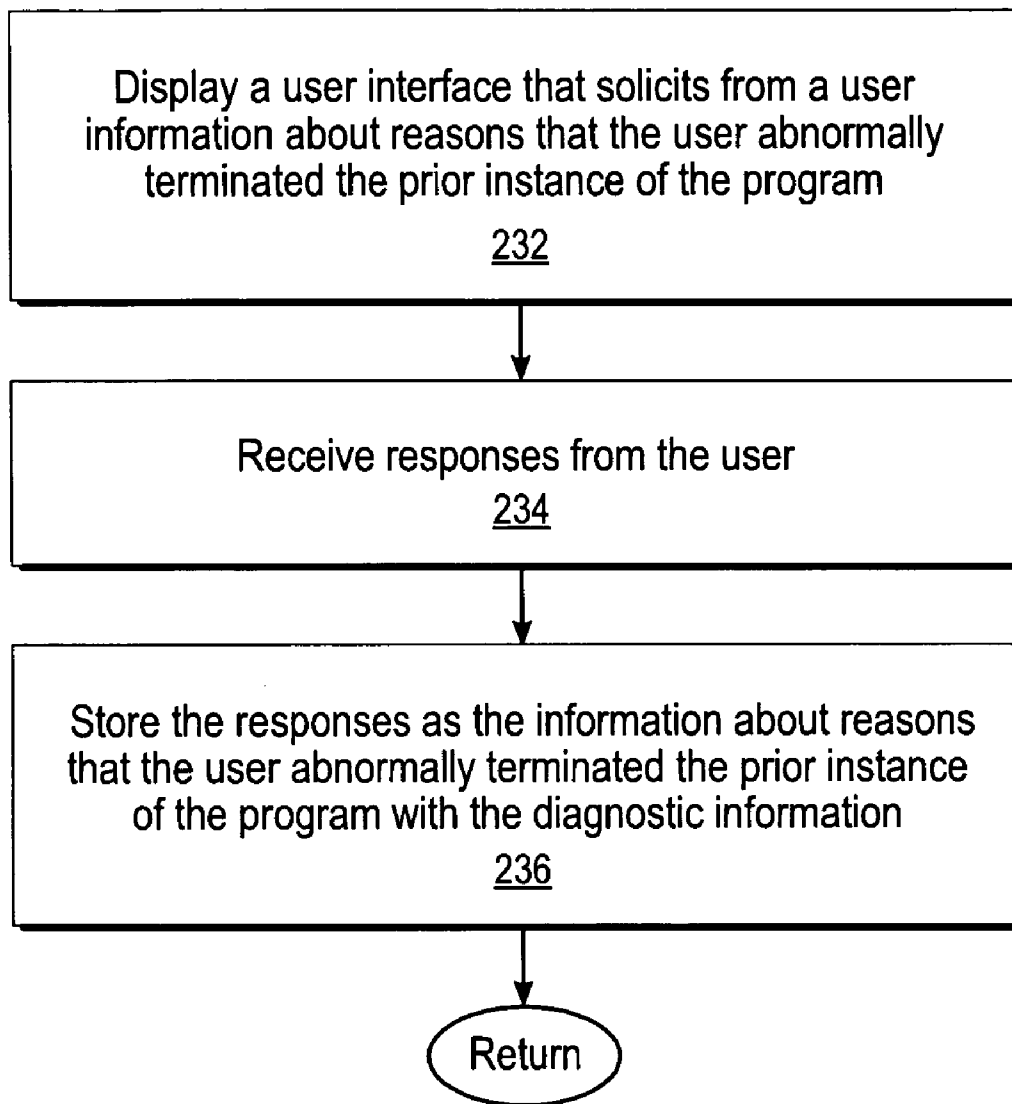 Display a user interface that solicits from a user
information about reasons that the user abnormally
terminated the prior instance of the program
232
Receive responses from the user
234
Store the responses as the information about reasons
that the user abnormally terminated the prior instance
of the program with the diagnostic information
236
Return